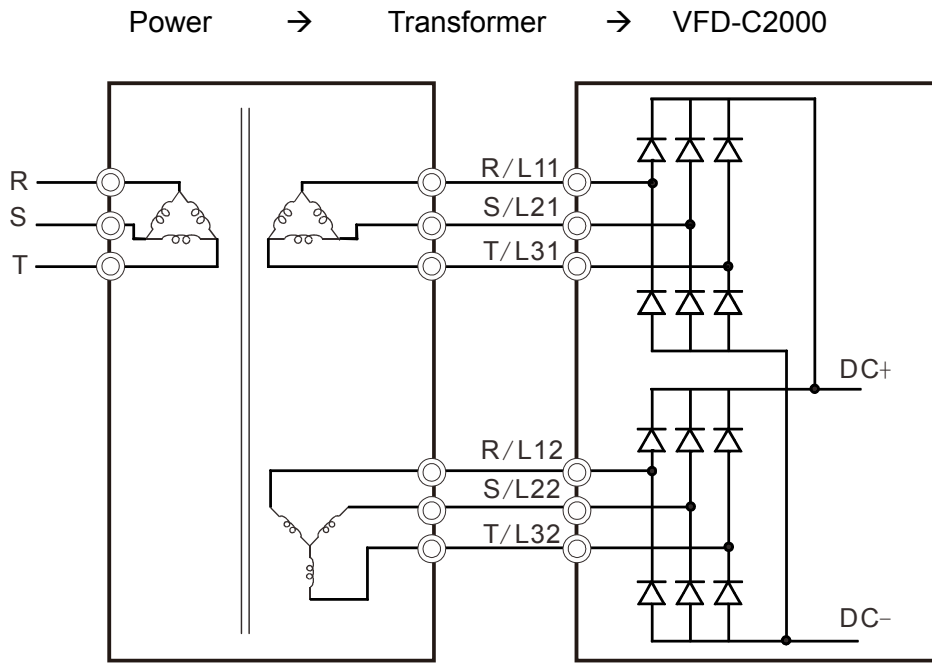 Power → Transformer → VFD-C2000
R
S
T
R/L11
S/L21
T/L31
DC+
R/L12
S/L22
T/L32
DC−